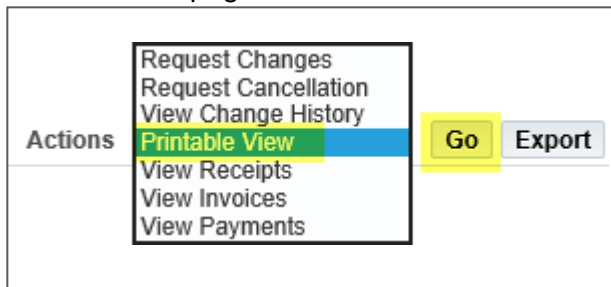 Request Changes
Request Cancellation
View Change History
Actions Printable View Go Export
View Receipts
View Invoices
View Payments